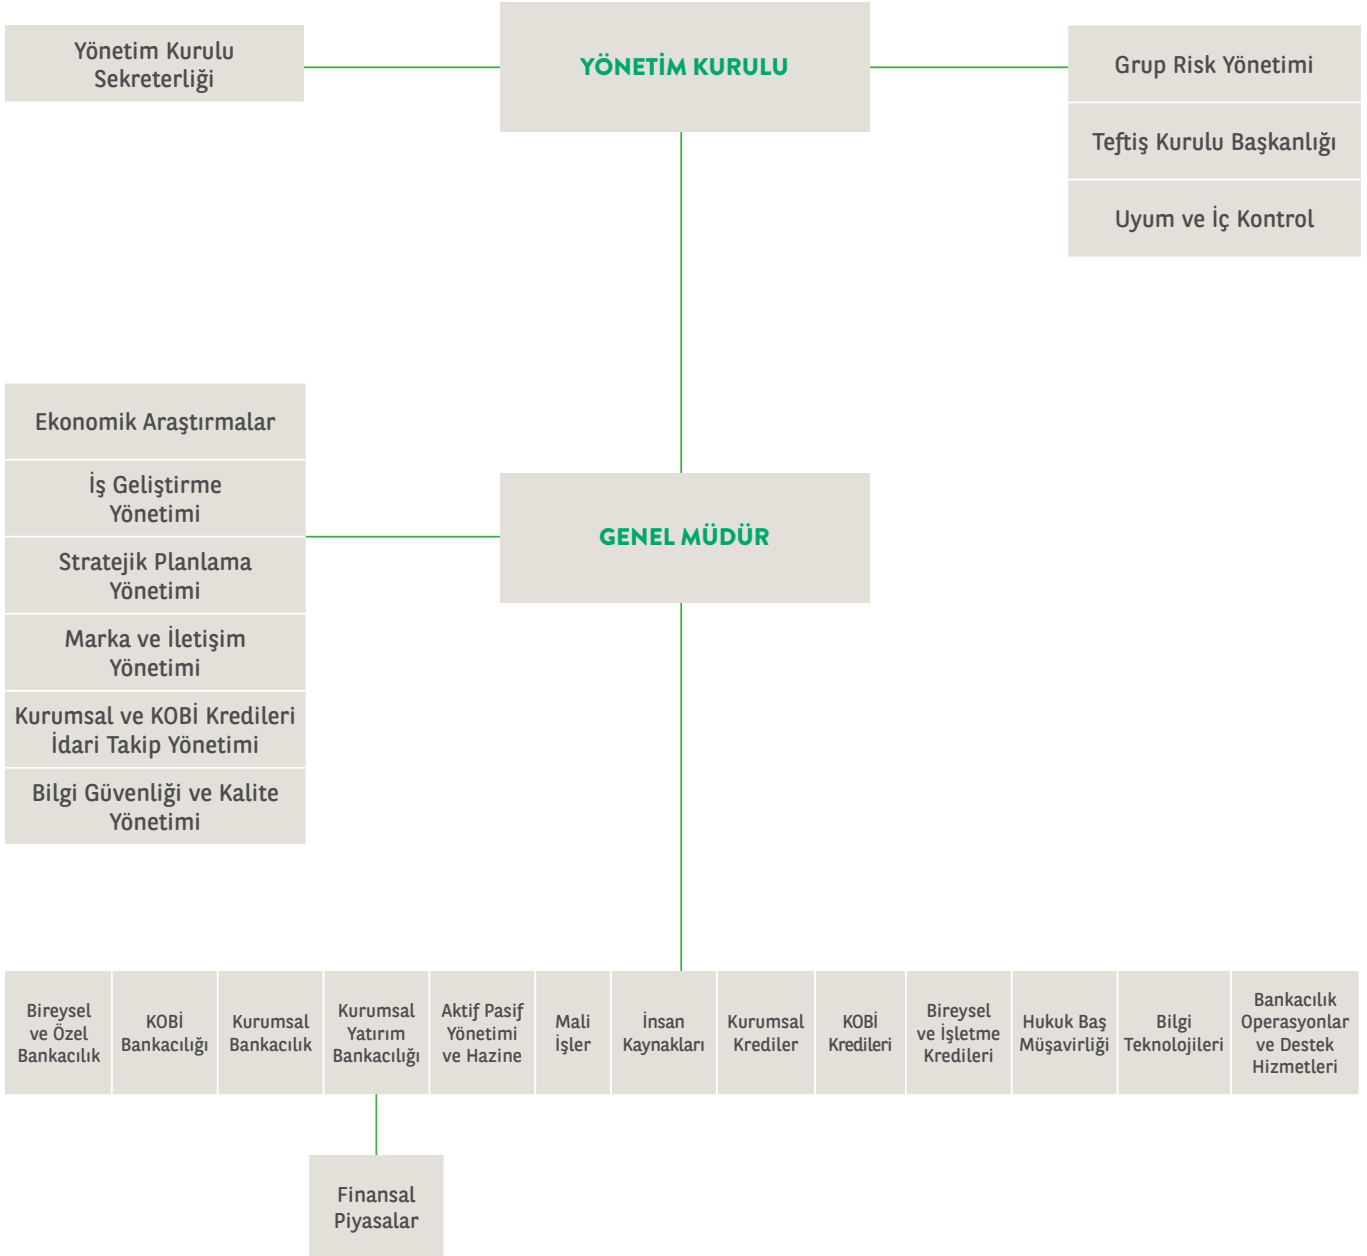 Yönetim Kurulu
Sekreterliği
YÖNETİM KURULU
Grup Risk Yönetimi
Teftiş Kurulu Başkanlığı
Uyum ve İç Kontrol
Ekonomik Araştırmalar
İş Geliştirme
Yönetimi
Stratejik Planlama
Yönetimi
Marka ve İletişim
Yönetimi
Kurumsal ve KOBİ Kredileri
İdari Takip Yönetimi
Bilgi Güvenliği ve Kalite
Yönetimi
GENEL MÜDÜR
Bireysel
ve Özel
Bankacılık
KOBİ
Bankacılığı
Kurumsal
Bankacılık
Kurumsal
Yatırım
Bankacılığı
Aktif Pasif
Yönetimi
ve Hazine
Mali
İşler
İnsan
Kaynakları
Kurumsal
Krediler
KOBİ
Kredileri
Bireysel
ve İşletme
Kredileri
Hukuk Baş
Müşavirliği
Bilgi
Teknolojileri
Bankacılık
Operasyonlar
ve Destek
Hizmetleri
Finansal
Piyasalar